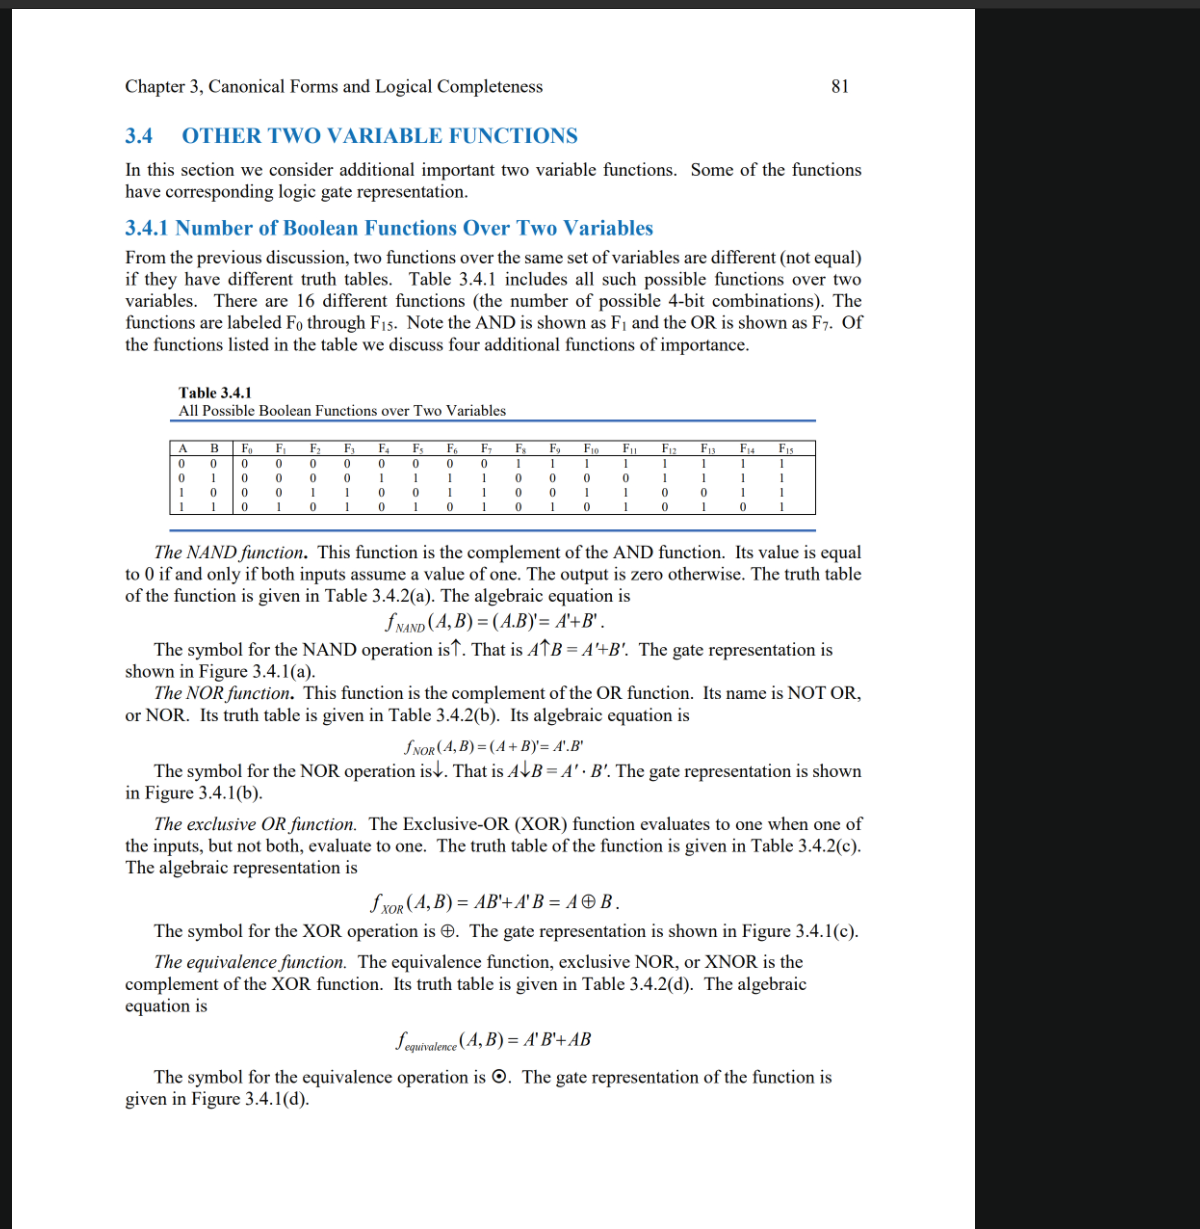 Chapter 3, Canonical Forms and Logical Completeness 81
3.4 OTHER TWO VARIABLE FUNCTIONS
In this section we consider additional important two variable functions. Some of the functions
have corresponding logic gate representation.
3.4.1 Number of Boolean Functions Over Two Variables
From the previous discussion, two functions over the same set of variables are different (not equal)
if they have different truth tables. Table 3.4.1 includes all such possible functions over two
variables. There are 16 different functions (the number of possible 4-bit combinations). The
functions are labeled F₀ through F₁₅. Note the AND is shown as F₁ and the OR is shown as F₇. Of
the functions listed in the table we discuss four additional functions of importance.
Table 3.4.1
All Possible Boolean Functions over Two Variables
A B F₀ F₁ F₂ F₃ F₄ F₅ F₆ F₇ F₈ F₉ F₁₀ F₁₁ F₁₂ F₁₃ F₁₄ F₁₅
0 0 0 0 0 0 0 0 0 0 1 1 1 1 1 1 1 1
0 1 0 0 0 0 1 1 1 1 0 0 0 0 1 1 1 1
1 0 0 0 1 1 0 0 1 1 0 0 1 1 0 0 1 1
1 1 0 1 0 1 0 1 0 1 0 1 0 1 0 1 0 1
The NAND function. This function is the complement of the AND function. Its value is equal
to 0 if and only if both inputs assume a value of one. The output is zero otherwise. The truth table
of the function is given in Table 3.4.2(a). The algebraic equation is
f NAND (A, B) = (A.B)'= A'+B' .
The symbol for the NAND operation is↑. That is A↑B = A'+B'. The gate representation is
shown in Figure 3.4.1(a).
The NOR function. This function is the complement of the OR function. Its name is NOT OR,
or NOR. Its truth table is given in Table 3.4.2(b). Its algebraic equation is
f NOR (A, B) = (A + B)'= A'.B'
The symbol for the NOR operation is↓. That is A↓B = A' · B'. The gate representation is shown
in Figure 3.4.1(b).
The exclusive OR function. The Exclusive-OR (XOR) function evaluates to one when one of
the inputs, but not both, evaluate to one. The truth table of the function is given in Table 3.4.2(c).
The algebraic representation is
f XOR (A, B) = AB'+A' B = A ⊕ B .
The symbol for the XOR operation is ⊕. The gate representation is shown in Figure 3.4.1(c).
The equivalence function. The equivalence function, exclusive NOR, or XNOR is the
complement of the XOR function. Its truth table is given in Table 3.4.2(d). The algebraic
equation is
f equivalence (A, B) = A' B'+ AB
The symbol for the equivalence operation is ⊙. The gate representation of the function is
given in Figure 3.4.1(d).